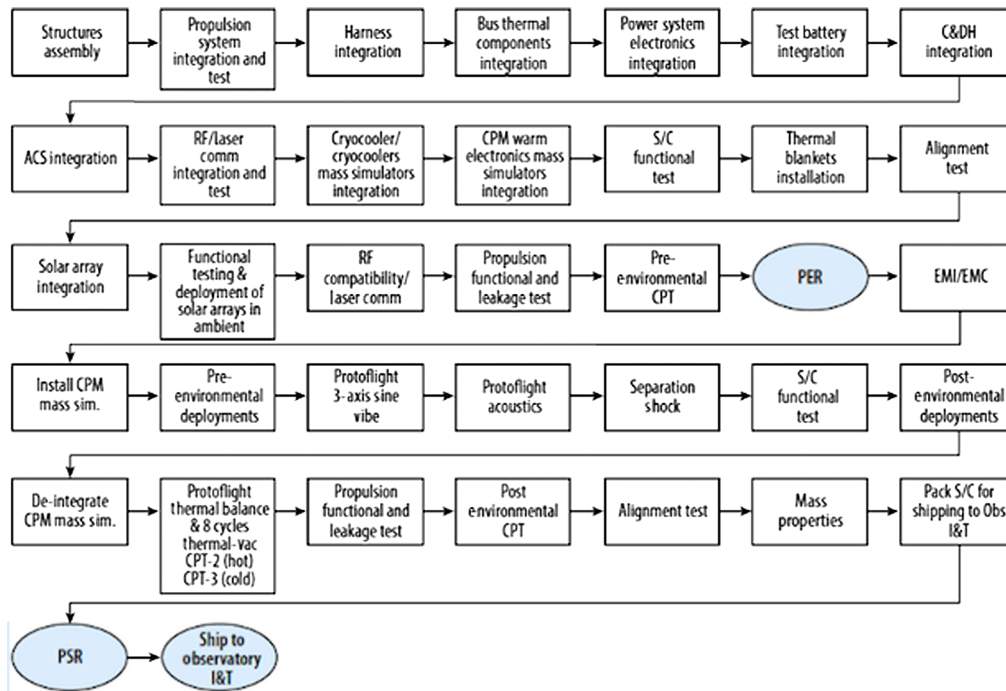 Structures
assembly
Propulsion
system
integration and
test
Harness
integration
Bus thermal
components
integration
Power system
electronics
integration
Test battery
integration
C&DH
integration
ACS integration
RF/laser
comm
integration and
test
Cryocooler/
cryocoolers
mass simulators
integration
CPM warm
electronics mass
simulators
integration
S/C
functional
test
Thermal
blankets
installation
Alignment
test
Solar array
integration
Functional
testing &
deployment of
solar arrays in
ambient
RF
compatibility/
laser comm
Propulsion
functional and
leakage test
Pre-
environmental
CPT
PER
EMI/EMC
Install CPM
mass sim.
Pre-
environmental
deployments
Protoflight
3-axis sine
vibe
Protoflight
acoustics
Separation
shock
S/C
functional
test
Post-
environmental
deployments
De-integrate
CPM mass sim.
Protoflight
thermal balance
& 8 cycles
thermal-vac
CPT-2 (hot)
CPT-3 (cold)
Propulsion
functional and
leakage test
Post
environmental
CPT
Alignment test
Mass
properties
Pack S/C for
shipping to Obs
I&T
PSR
Ship to
observatory
I&T